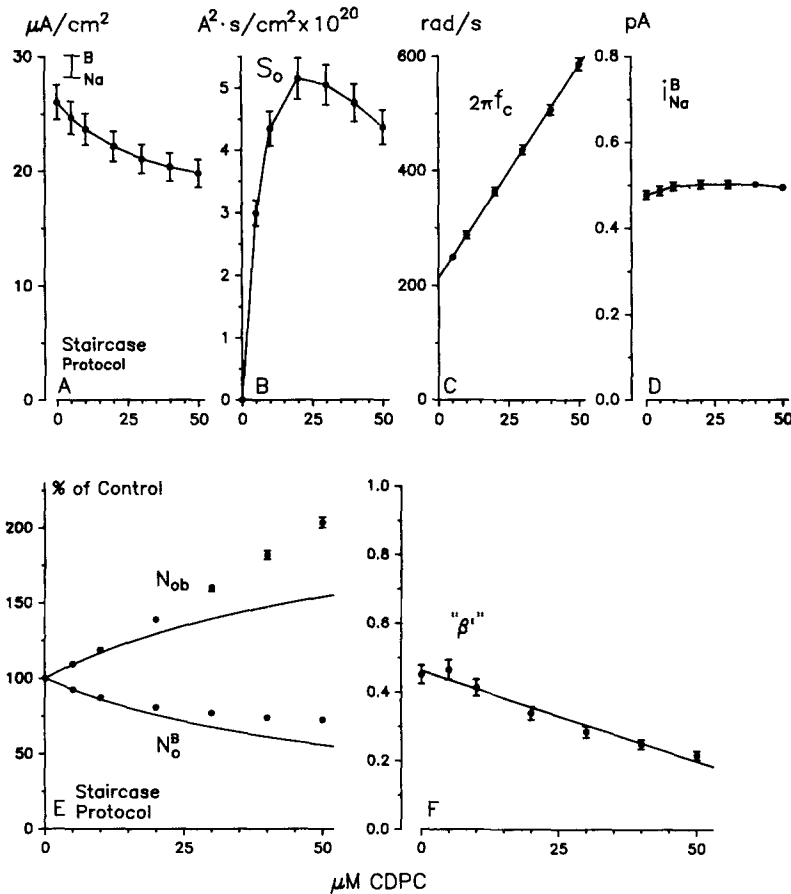 μA/cm² A²·s/cm²x10²⁰ rad/s pA
30 B Na
20
10
0
Staircase
Protocol
A
0 25 50
5 S₀
4
3
2
1
0
B
0 25 50
600
2πf_c
400
200
0
C
0 25 50
0.8
i^B_Na
0.6
0.4
0.2
0.0
D
0 25 50
% of Control
200
150
100
50
0
N_ob
N_o^B
E Staircase
Protocol
0 25 50
1.0
0.8
0.6
0.4
0.2
0.0
"β'"
F
0 25 50
μM CDPC